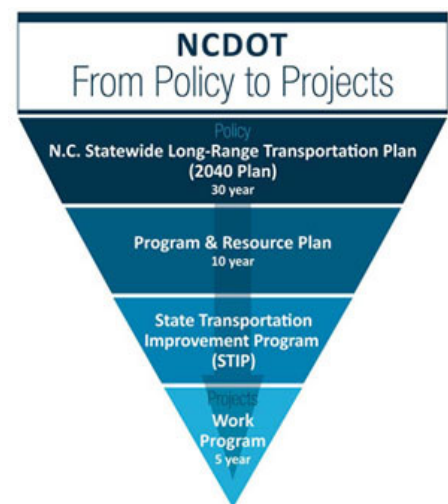 NCDOT
From Policy to Projects
Policy
N.C. Statewide Long-Range Transportation Plan
(2040 Plan)
30 year
Program & Resource Plan
10 year
State Transportation
Improvement Program
(STIP)
Projects
Work
Program
5 year